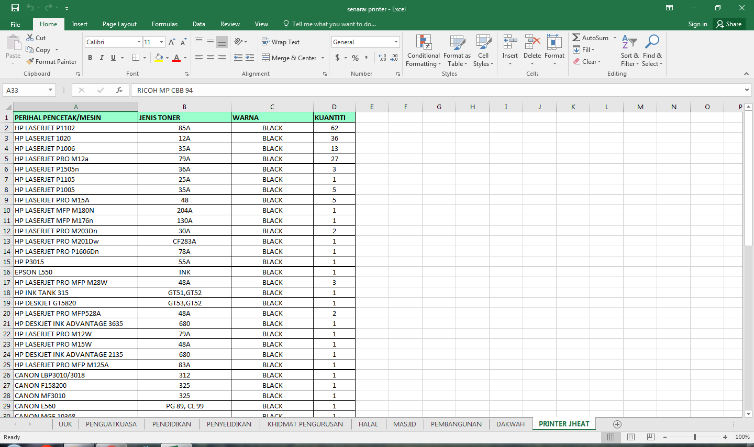 senarai printer - Excel
File Home Insert Page Layout Formulas Data Review View Tell me what you want to do... Sign in Share
Paste Cut Copy Format Painter Clipboard
Calibri 11 B I U Font
Wrap Text Merge & Center Alignment
General $ % , Number
Conditional Formatting Format as Table Cell Styles Styles
Insert Delete Format Cells
AutoSum Fill Clear Sort & Filter Find & Select Editing
A33 fx RICOH MP CBB 94
A B C D E F G H I J K L M N O P
1 PERIHAL PENCETAK/MESIN JENIS TONER WARNA KUANTITI
2 HP LASERJET P1102 85A BLACK 62
3 HP LASERJET 1020 12A BLACK 36
4 HP LASERJET P1006 35A BLACK 13
5 HP LASERJET PRO M12a 79A BLACK 27
6 HP LASERJET P1505n 36A BLACK 3
7 HP LASERJET P1105 25A BLACK 1
8 HP LASERJET P1005 35A BLACK 5
9 HP LASERJET PRO M15A 48 BLACK 5
10 HP LASERJET MFP M180N 204A BLACK 1
11 HP LASERJET MFP M176n 130A BLACK 1
12 HP LASERJET PRO M203Dn 30A BLACK 2
13 HP LASERJET PRO M201Dw CF283A BLACK 1
14 HP LASERJET PRO P1606Dn 78A BLACK 1
15 HP P3015 55A BLACK 1
16 EPSON L550 INK BLACK 1
17 HP LASERJET PRO MFP M28W 48A BLACK 3
18 HP INK TANK 315 GT51,GT52 BLACK 1
19 HP DESKJET GT5820 GT53,GT52 BLACK 1
20 HP LASERJET PRO MFP528A 48A BLACK 2
21 HP DESKJET INK ADVANTAGE 3635 680 BLACK 1
22 HP LASERJET PRO M12W 79A BLACK 1
23 HP LASERJET PRO M15W 48A BLACK 1
24 HP DESKJET INK ADVANTAGE 2135 680 BLACK 1
25 HP LASERJET PRO MFP M125A 83A BLACK 1
26 CANON LBP3010/3018 312 BLACK 1
27 CANON F158200 325 BLACK 1
28 CANON MF3010 325 BLACK 1
29 CANON E560 PG 89, CL 99 BLACK 1
UUK PENGUATKUASA PENDIDIKAN PENYELIDIKAN KHIDMAT PENGURUSAN HALAL MASJID PEMBANGUNAN DAKWAH PRINTER JHEAT
Ready 100%